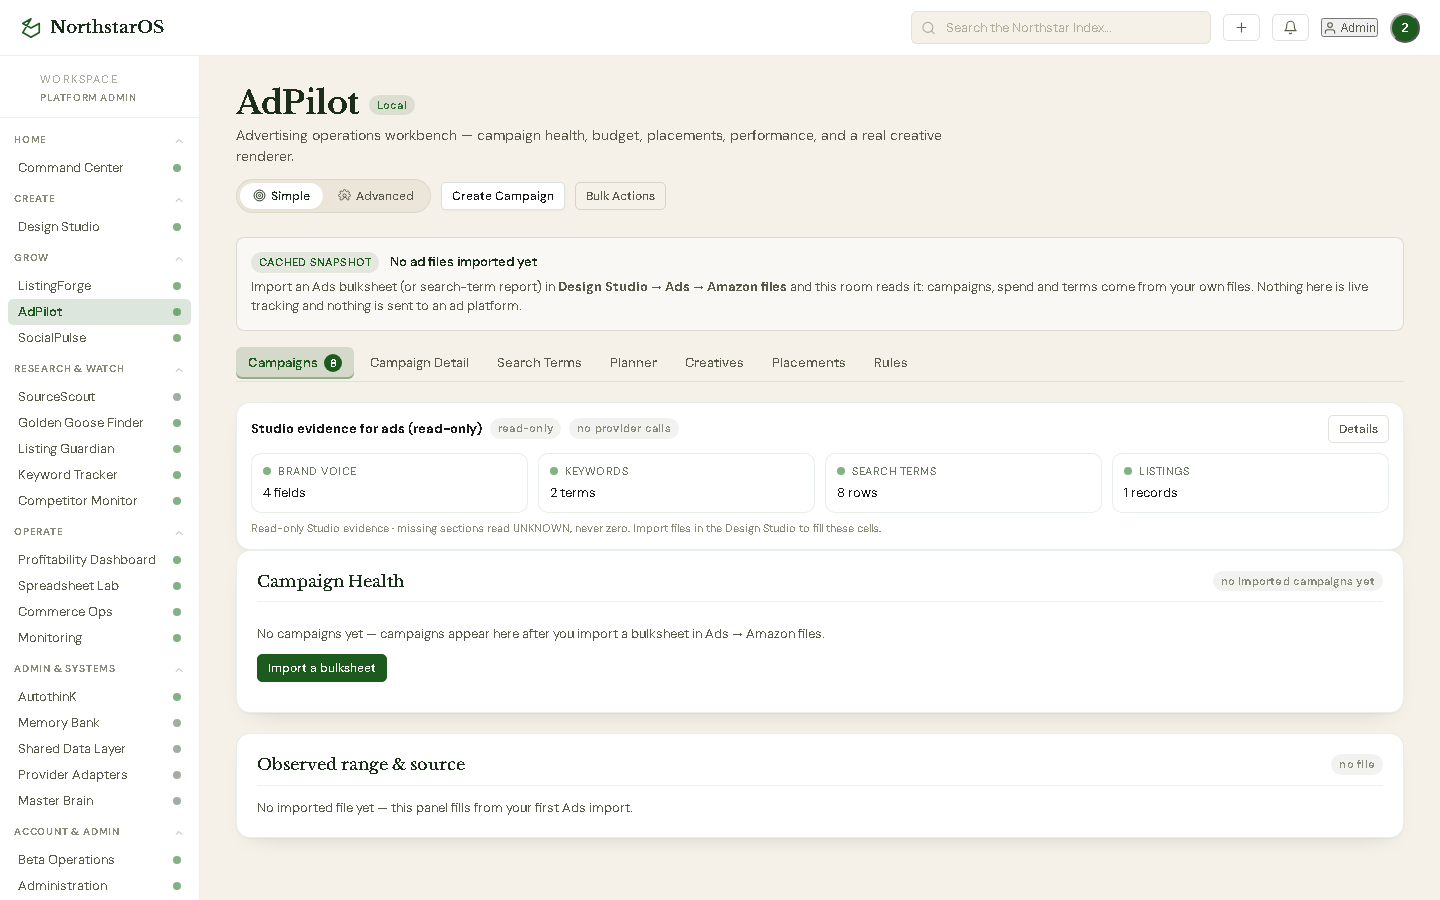 NorthstarOS
Search the Northstar Index...
Admin
2
WORKSPACE
PLATFORM ADMIN
HOME
Command Center
CREATE
Design Studio
GROW
ListingForge
AdPilot
SocialPulse
RESEARCH & WATCH
SourceScout
Golden Goose Finder
Listing Guardian
Keyword Tracker
Competitor Monitor
OPERATE
Profitability Dashboard
Spreadsheet Lab
Commerce Ops
Monitoring
ADMIN & SYSTEMS
AutothinK
Memory Bank
Shared Data Layer
Provider Adapters
Master Brain
ACCOUNT & ADMIN
Beta Operations
Administration
AdPilot Local
Advertising operations workbench — campaign health, budget, placements, performance, and a real creative
renderer.
Simple Advanced Create Campaign Bulk Actions
CACHED SNAPSHOT No ad files imported yet
Import an Ads bulksheet (or search-term report) in Design Studio → Ads → Amazon files and this room reads it: campaigns, spend and terms come from your own files. Nothing here is live
tracking and nothing is sent to an ad platform.
Campaigns 8 Campaign Detail Search Terms Planner Creatives Placements Rules
Studio evidence for ads (read-only) read-only no provider calls Details
BRAND VOICE
4 fields
KEYWORDS
2 terms
SEARCH TERMS
8 rows
LISTINGS
1 records
Read-only Studio evidence · missing sections read UNKNOWN, never zero. Import files in the Design Studio to fill these cells.
Campaign Health no imported campaigns yet
No campaigns yet — campaigns appear here after you import a bulksheet in Ads → Amazon files.
Import a bulksheet
Observed range & source no file
No imported file yet — this panel fills from your first Ads import.